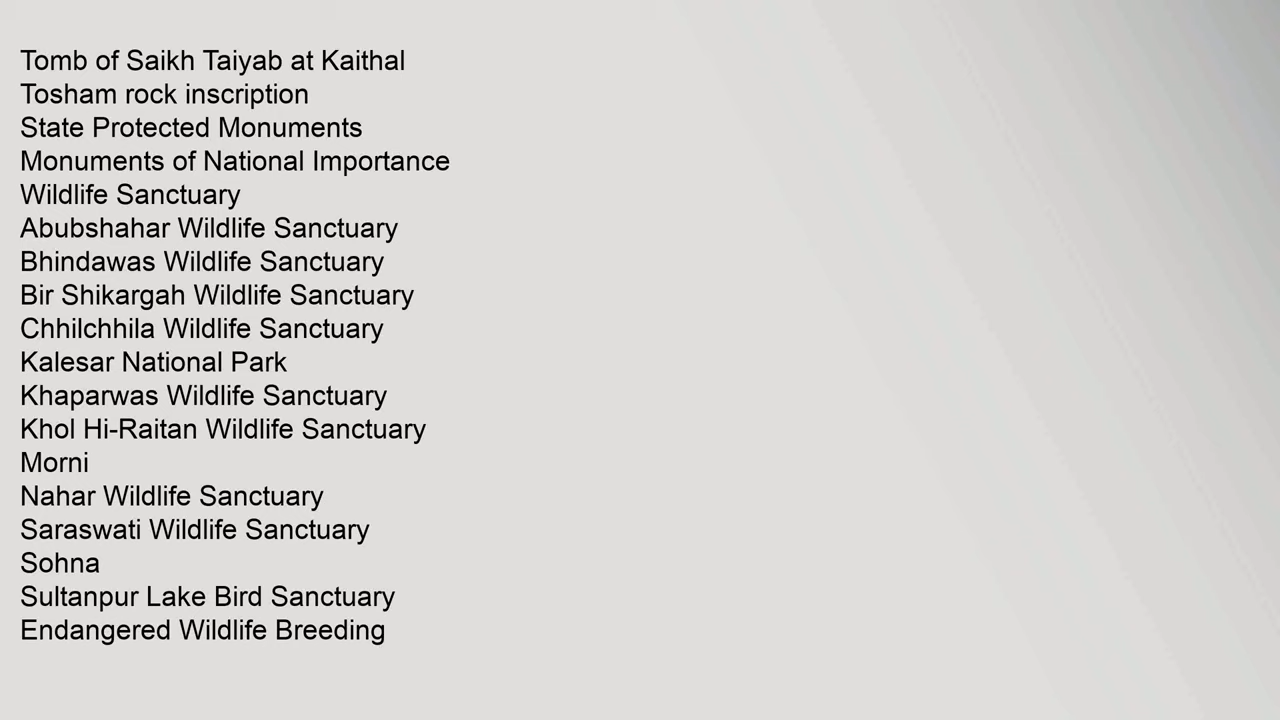 Tomb of Saikh Taiyab at Kaithal
Tosham rock inscription
State Protected Monuments
Monuments of National Importance
Wildlife Sanctuary
Abubshahar Wildlife Sanctuary
Bhindawas Wildlife Sanctuary
Bir Shikargah Wildlife Sanctuary
Chhilchhila Wildlife Sanctuary
Kalesar National Park
Khaparwas Wildlife Sanctuary
Khol Hi-Raitan Wildlife Sanctuary
Morni
Nahar Wildlife Sanctuary
Saraswati Wildlife Sanctuary
Sohna
Sultanpur Lake Bird Sanctuary
Endangered Wildlife Breeding